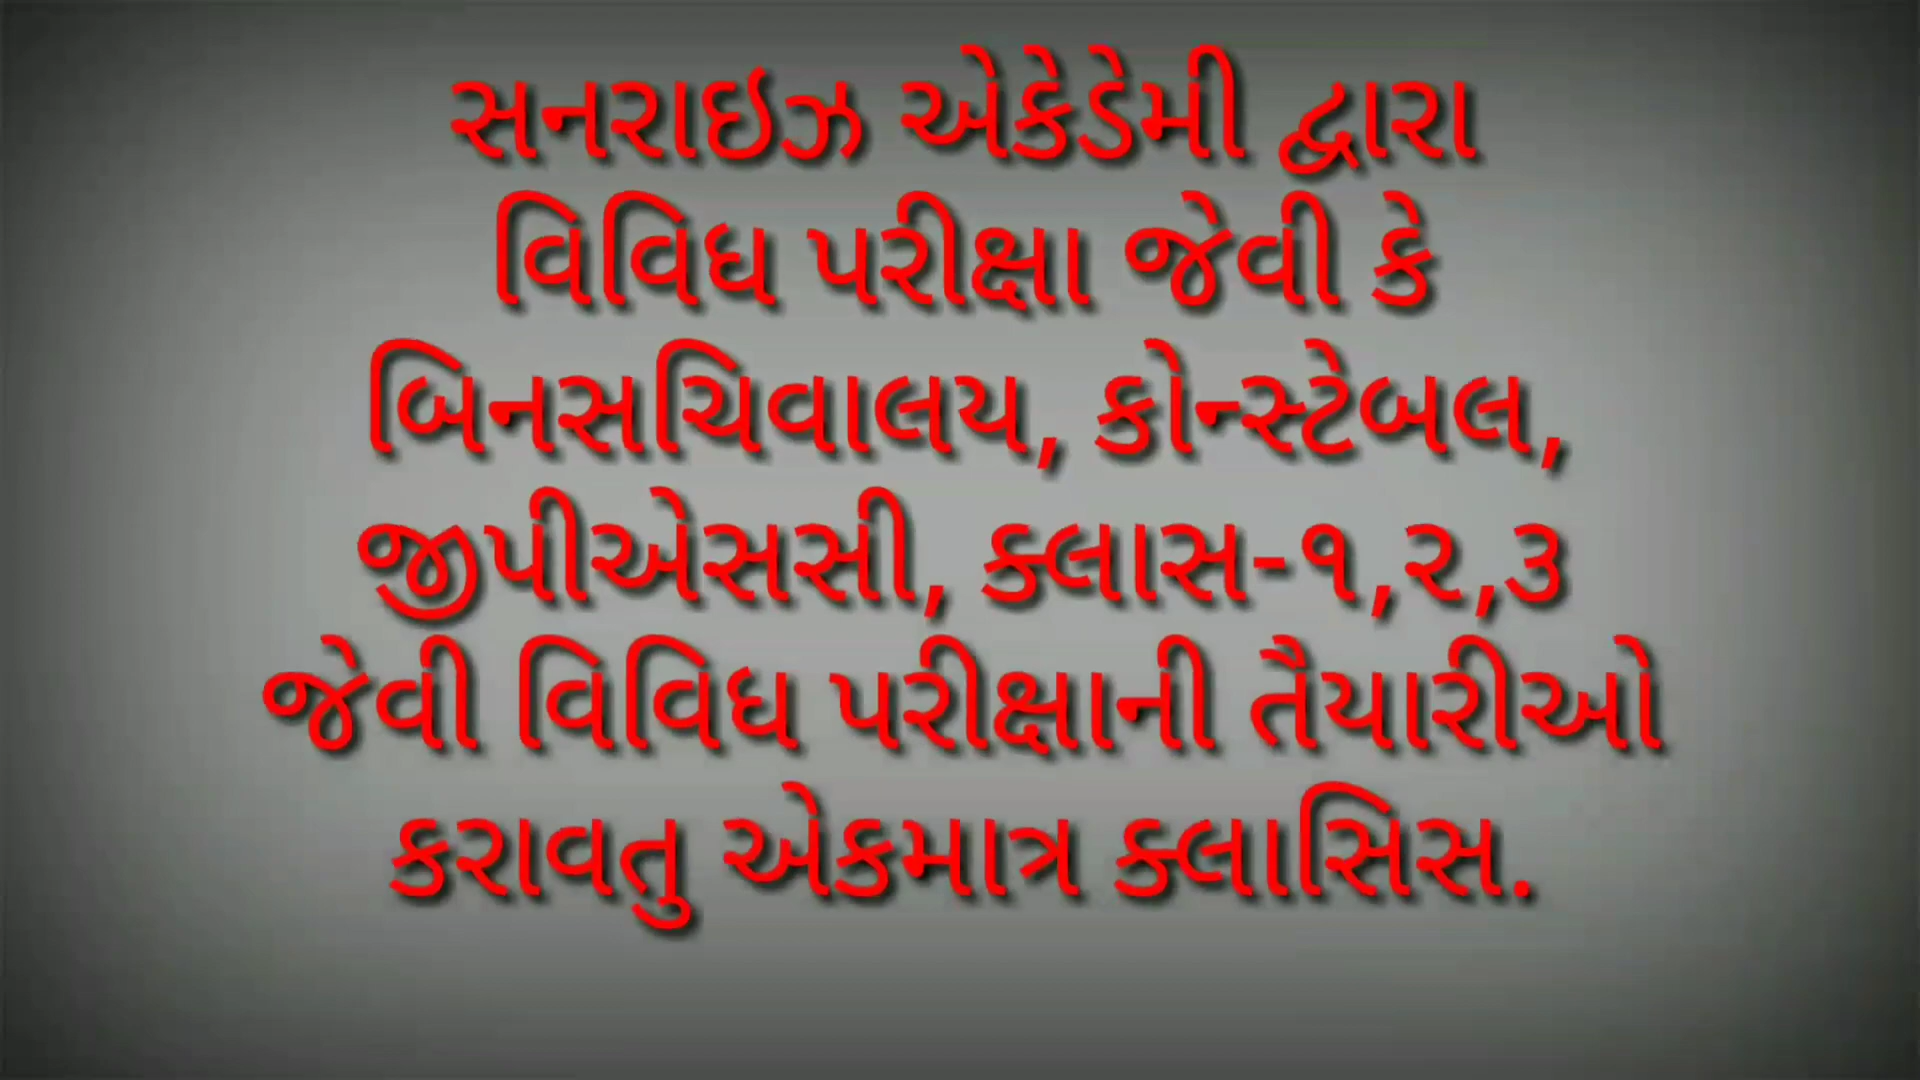 સનરાઇઝ એકેડેમી દ્વારા
વિવિધ પરીક્ષા જેવી કે
બિનસચિવાલય, કોન્સ્ટેબલ,
જીપીએસસી, ક્લાસ-૧,૨,૩
જેવી વિવિધ પરીક્ષાની તૈયારીઓ
કરાવતુ એકમાત્ર ક્લાસિસ.